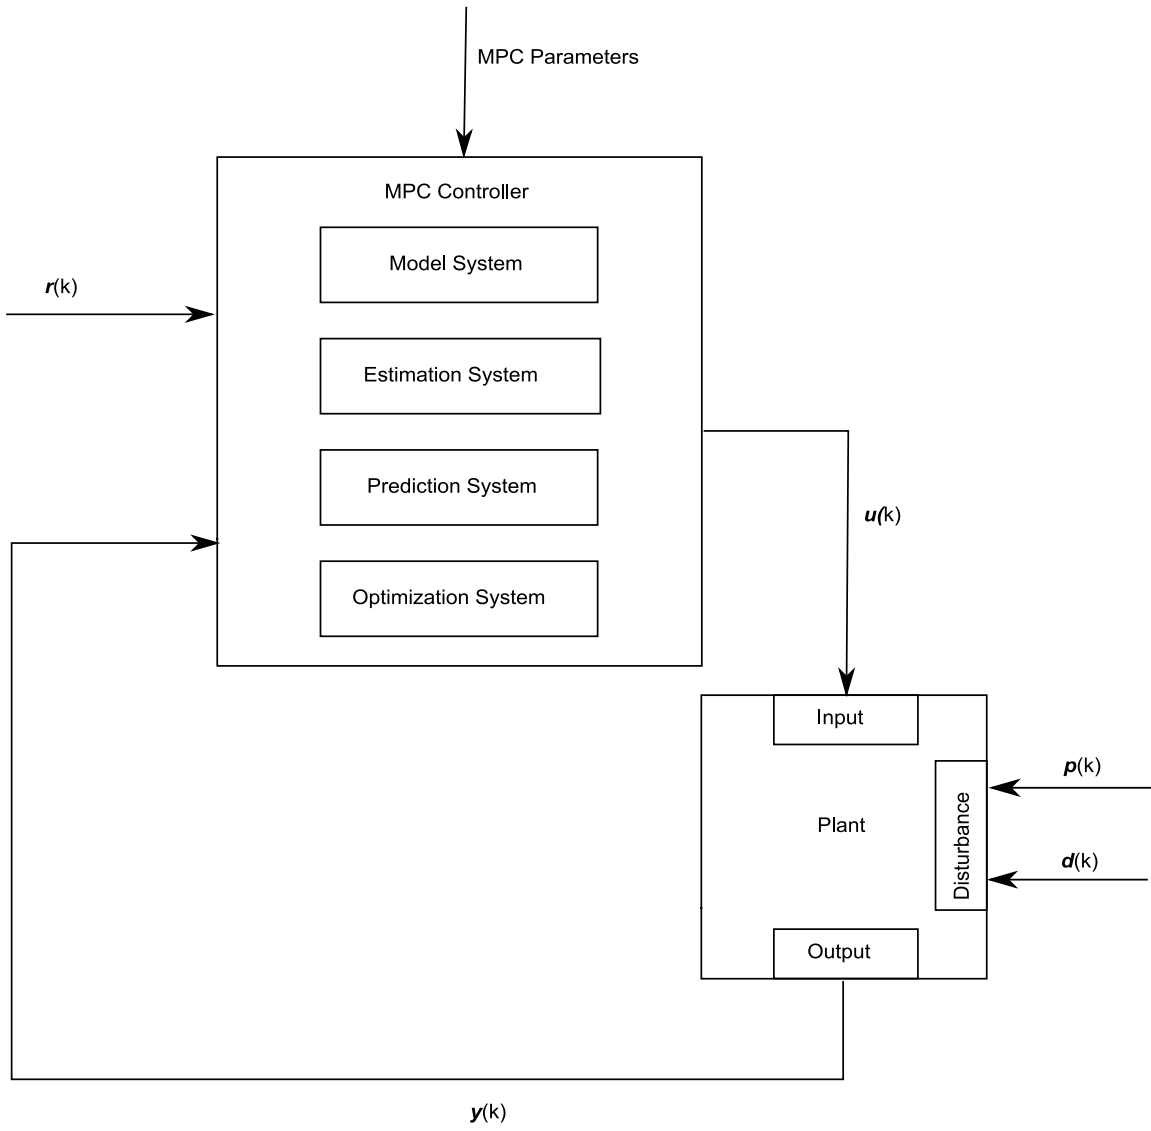 MPC Parameters
MPC Controller
Model System
r(k)
Estimation System
Prediction System
u(k)
Optimization System
Input
p(k)
Plant
Disturbance
d(k)
Output
y(k)